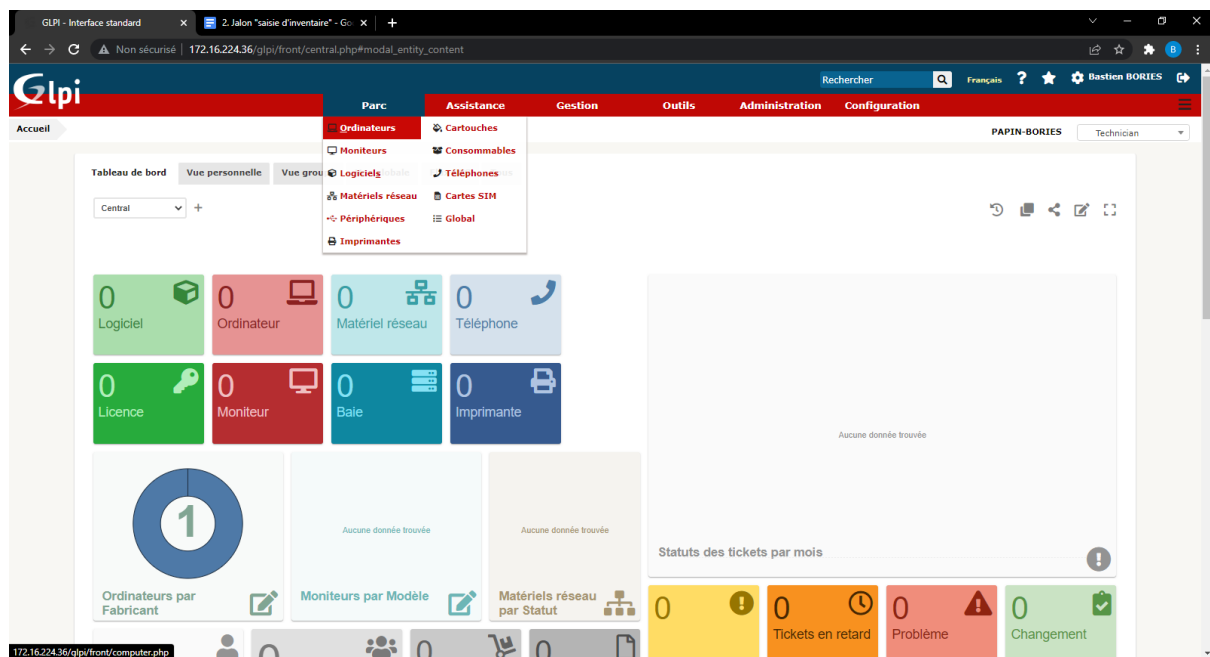 GLPI - Interface standard
2. Jalon "saisie d'inventaire" - Go
Non sécurisé | 172.16.224.36/glpi/front/central.php#modal_entity_content
B
Glpi
Rechercher
Français
?
Bastien BORIES
Parc Assistance Gestion Outils Administration Configuration
Accueil
PAPIN-BORIES
Technician
Ordinateurs Cartouches
Moniteurs Consommables
Logiciels Téléphones
Matériels réseau Cartes SIM
Périphériques Global
Imprimantes
Tableau de bord Vue personnelle Vue grou
Central
0 Logiciel
0 Ordinateur
0 Matériel réseau
0 Téléphone
0 Licence
0 Moniteur
0 Baie
0 Imprimante
Aucune donnée trouvée
1
Ordinateurs par
Fabricant
Aucune donnée trouvée
Moniteurs par Modèle
Aucune donnée trouvée
Matériels réseau
par Statut
Statuts des tickets par mois
0
0 Tickets en retard
0 Problème
0 Changement
0 0 0
172.16.224.36/glpi/front/computer.php